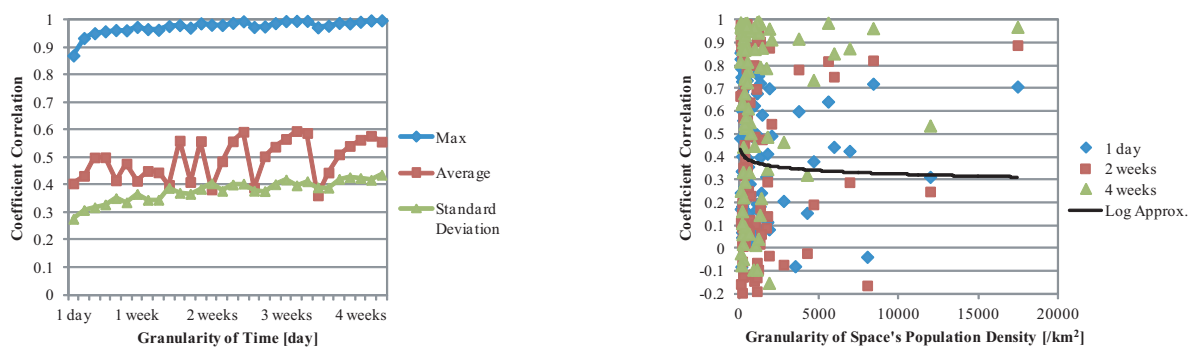 1
0.9
0.8
0.7
0.6
0.5
0.4
0.3
0.2
0.1
0
Coefficient Correlation
1 day
1 week
2 weeks
3 weeks
4 weeks
Granularity of Time [day]
Max
Average
Standard
Deviation
1
0.9
0.8
0.7
0.6
0.5
0.4
0.3
0.2
0.1
0
-0.1
-0.2
Coefficient Correlation
0
5000
10000
15000
20000
Granularity of Space's Population Density [/km²]
1 day
2 weeks
4 weeks
Log Approx.